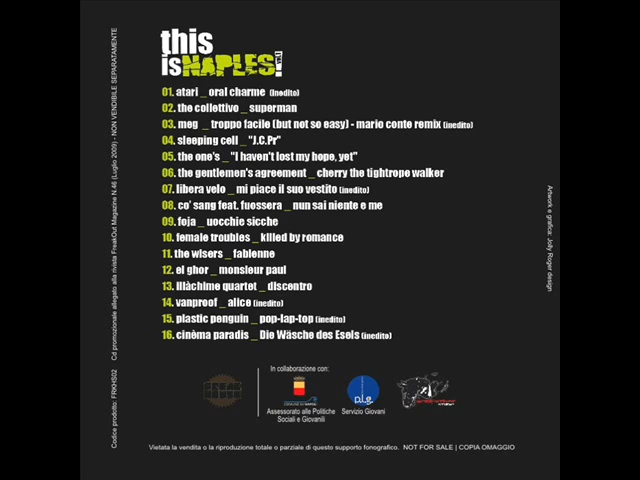 this
is NAPLES!
01. atari _ oral charme (inedito)
02. the collettivo _ superman
03. meg _ troppo facile (but not so easy) - mario conte remix (inedito)
04. sleeping cell _ "J.C.Pr"
05. the one's _ "I haven't lost my hope, yet"
06. the gentlemen's agreement _ cherry the tightrope walker
07. libera velo _ mi piace il suo vestito (inedito)
08. co' sang feat. fuossera _ nun sai niente e me
09. foja _ uocchie sicche
10. female troubles _ killed by romance
11. the wisers _ fabienne
12. el ghor _ monsieur paul
13. illàchime quartet _ discentro
14. vanproof _ alice (inedito)
15. plastic penguin _ pop-lap-top (inedito)
16. cinèma paradis _ Die Wäsche des Esels (inedito)
Codice prodotto: FRKHS02 Cd promozionale allegato alla rivista FreakOut Magazine N.46 (Luglio 2009) - NON VENDIBILE SEPARATAMENTE
Artwork e grafica: Jolly Roger design
In collaborazione con:
COMUNE DI NAPOLI
Assessorato alle Politiche
Sociali e Giovanili
p.i.g.
Servizio Giovani
Vietata la vendita o la riproduzione totale o parziale di questo supporto fonografico. NOT FOR SALE | COPIA OMAGGIO